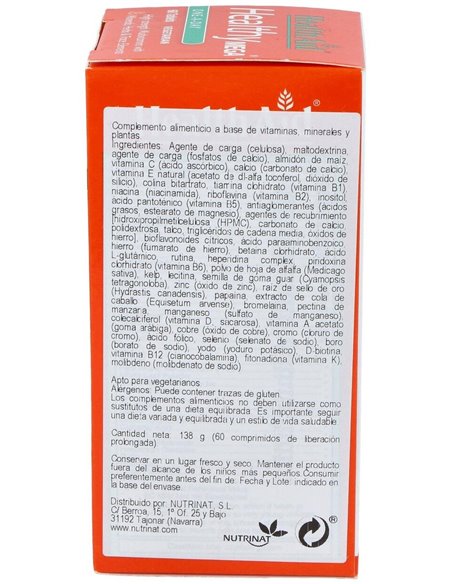 HealthAid
Healthy
MEGA
ONE-A-DAY
®
Complemento alimenticio a base de vitaminas, minerales y
plantas.
Ingredientes: Agente de carga (celulosa), maltodextrina,
agente de carga (fosfatos de calcio), almidón de maíz,
vitamina C (ácido ascórbico), calcio (carbonato de calcio),
vitamina E natural (acetato de dl-alfa tocoferol, dióxido de
silicio), colina bitartrato, tiamina clorhidrato (vitamina B1),
niacina (niacinamida), riboflavina (vitamina B2), inositol,
ácido pantoténico (vitamina B5), antiaglomerantes (ácidos
grasos, estearato de magnesio), agentes de recubrimiento
[hidroxipropilmeticelulosa (HPMC), carbonato de calcio,
polidextrosa, talco, triglicéridos de cadena media, óxidos de
hierro], bioflavonoides cítricos, ácido paraaminobenzoico
hierro (fumarato de hierro), betaína clorhidrato, ácido
L-glutámico, rutina, hesperidina complex, piridoxina
clorhidrato (vitamina B6), polvo de hoja de alfalfa (Medicago
sativa), kelp, lecitina, semilla de goma guar (Cyamopsis
tetragonoloba), zinc (óxido de zinc), raíz de sello de oro
(Hydrastis canadensis), papaína, extracto de cola de
caballo (Equisetum arvense), bromelaína, pectina de
manzana, manganeso (sulfato de manganeso),
colecalciferol (vitamina D, silicarosa), vitamina A acetato
(goma arábiga), cobre (óxido de cobre), cromo (cloruro de
cromo), ácido fólico, selenio (selenato de sodio), boro
(borato de sodio), yodo (yoduro potásico), D-biotina,
vitamina B12 (cianocobalamina), fitonadiona (vitamina K),
molibdeno (molibdenato de sodio)
Apto para vegetarianos
Alérgenos: Puede contener trazas de gluten.
Los complementos alimenticios no deben utilizarse como
sustitutos de una dieta equilibrada. Es importante seguir
una dieta variada y equilibrada y un estilo de vida saludable.
Cantidad neta: 138 g (60 comprimidos de liberación
prolongada)
Conservar en un lugar fresco y seco. Mantener el producto
fuera del alcance de los niños más pequeños Consumir
preferentemente antes del fin de: Fecha y Lote: indicado en
la base del envase.
Distribuido por: NUTRINAT, S.L.
C/ Berroa, 15, 1º Of. 25 y Bajo
31192 Tajonar (Navarra)
www.nutrinat.com
NUTRINAT
®